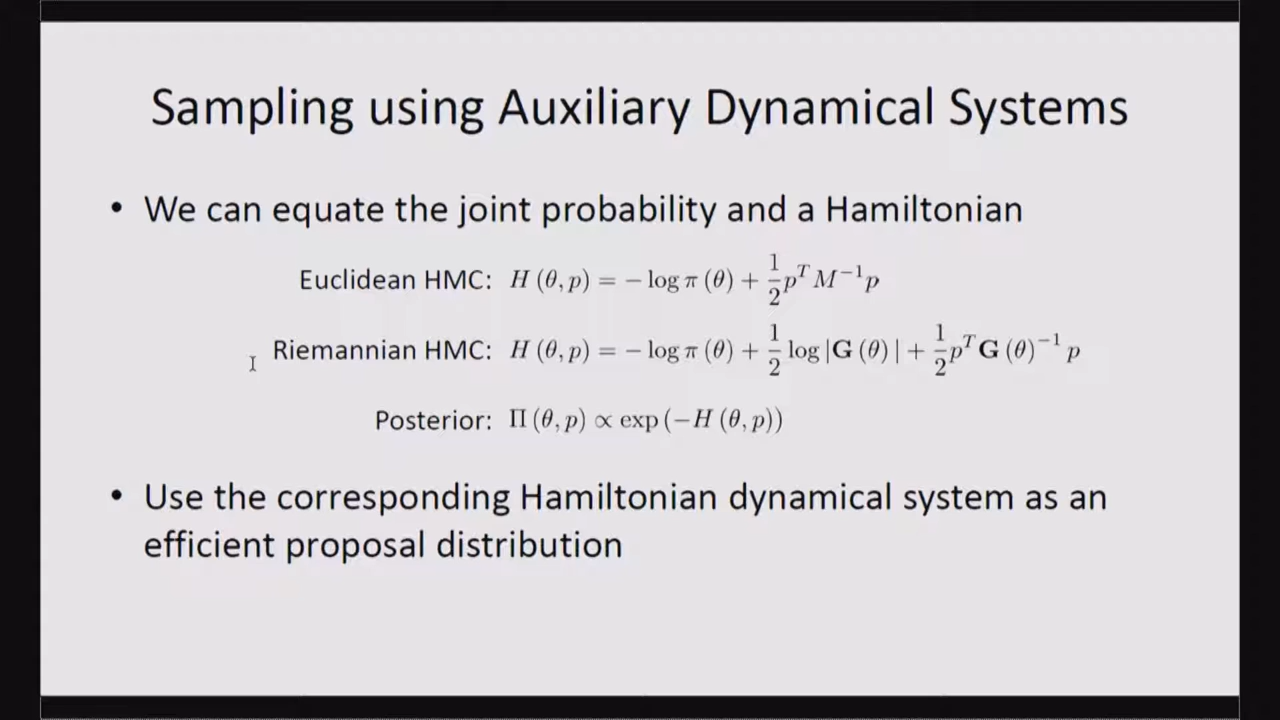 Sampling using Auxiliary Dynamical Systems
• We can equate the joint probability and a Hamiltonian
Euclidean HMC: H (θ, p) = − log π (θ) + 1/2 p^T M^{−1} p
Riemannian HMC: H (θ, p) = − log π (θ) + 1/2 log |G (θ) | + 1/2 p^T G (θ)^{−1} p
Posterior: Π (θ, p) ∝ exp (−H (θ, p))
• Use the corresponding Hamiltonian dynamical system as an
efficient proposal distribution